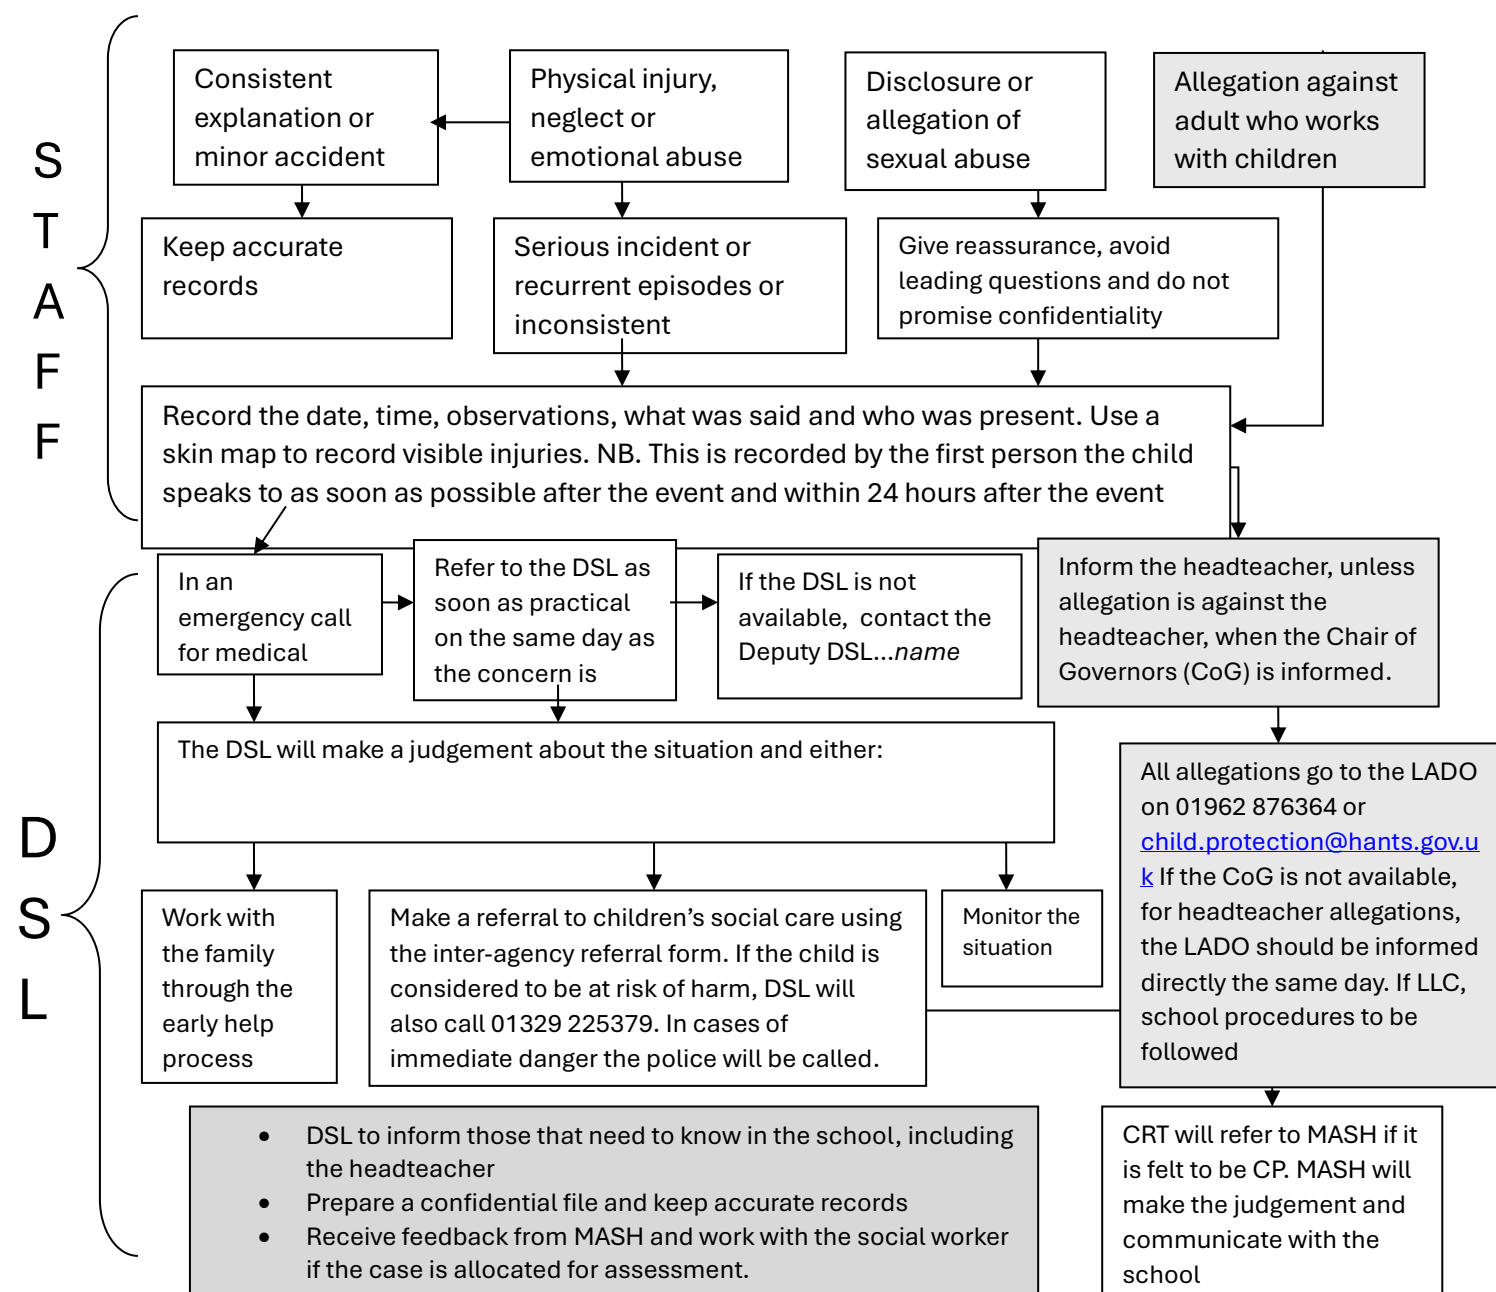 S
T
A
F
F
Consistent
explanation or
minor accident
Physical injury,
neglect or
emotional abuse
Disclosure or
allegation of
sexual abuse
Allegation against
adult who works
with children
Keep accurate
records
Serious incident or
recurrent episodes or
inconsistent
Give reassurance, avoid
leading questions and do not
promise confidentiality
Record the date, time, observations, what was said and who was present. Use a
skin map to record visible injuries. NB. This is recorded by the first person the child
speaks to as soon as possible after the event and within 24 hours after the event
D
S
L
In an
emergency call
for medical
Refer to the DSL as
soon as practical
on the same day as
the concern is
If the DSL is not
available,  contact the
Deputy DSL...name
Inform the headteacher, unless
allegation is against the
headteacher, when the Chair of
Governors (CoG) is informed.
The DSL will make a judgement about the situation and either:
All allegations go to the LADO
on 01962 876364 or
child.protection@hants.gov.u
k If the CoG is not available,
for headteacher allegations,
the LADO should be informed
directly the same day. If LLC,
school procedures to be
followed
Work with
the family
through the
early help
process
Make a referral to children’s social care using
the inter-agency referral form. If the child is
considered to be at risk of harm, DSL will
also call 01329 225379. In cases of
immediate danger the police will be called.
Monitor the
situation
• DSL to inform those that need to know in the school, including
the headteacher
• Prepare a confidential file and keep accurate records
• Receive feedback from MASH and work with the social worker
if the case is allocated for assessment.
CRT will refer to MASH if it
is felt to be CP. MASH will
make the judgement and
communicate with the
school